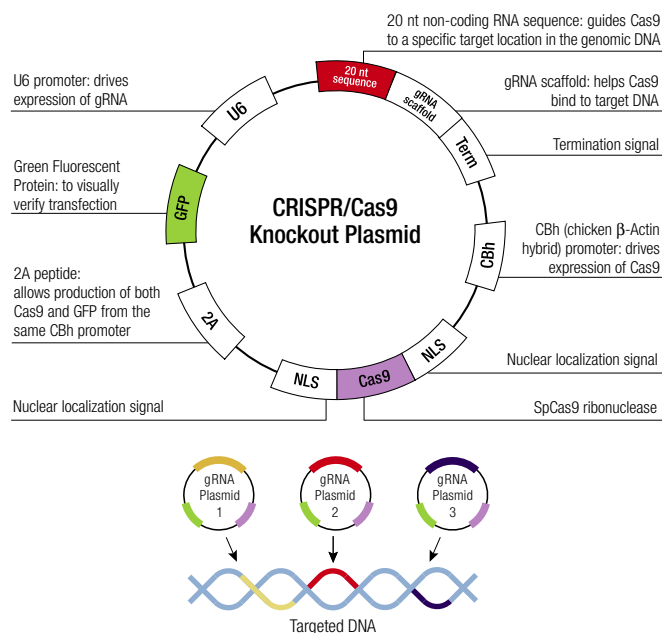 20 nt non-coding RNA sequence: guides Cas9
to a specific target location in the genomic DNA
U6 promoter: drives
expression of gRNA
gRNA scaffold: helps Cas9
bind to target DNA
Termination signal
Green Fluorescent
Protein: to visually
verify transfection
CBh (chicken β-Actin
hybrid) promoter: drives
expression of Cas9
2A peptide:
allows production of both
Cas9 and GFP from the
same CBh promoter
Nuclear localization signal
Nuclear localization signal
SpCas9 ribonuclease
CRISPR/Cas9
Knockout Plasmid
20 nt
sequence
gRNA
scaffold
Term
CBh
NLS
Cas9
NLS
2A
GFP
U6
gRNA
Plasmid
1
gRNA
Plasmid
2
gRNA
Plasmid
3
Targeted DNA